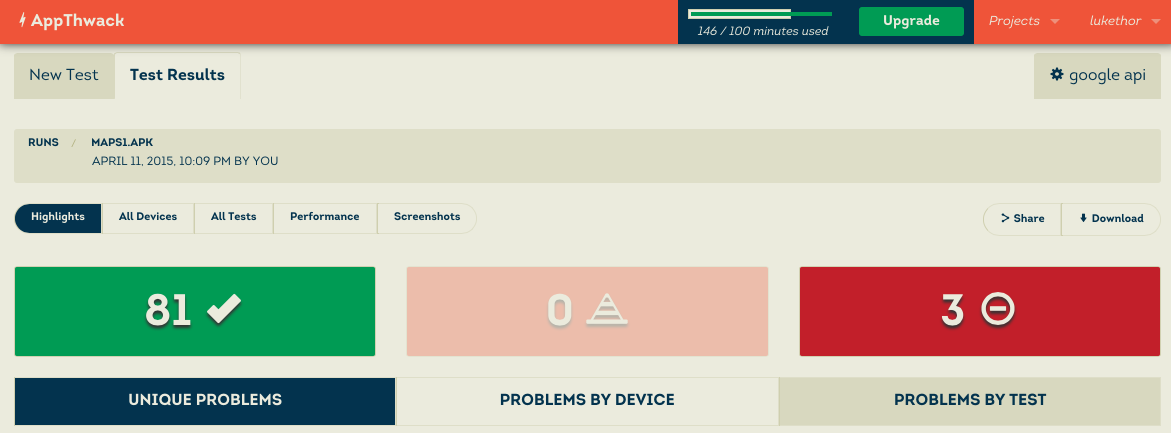 AppThwack
146 / 100 minutes used
Upgrade
Projects
lukethor
New Test
Test Results
google api
RUNS / MAPS1.APK
APRIL 11, 2015, 10:09 PM BY YOU
Highlights
All Devices
All Tests
Performance
Screenshots
Share
Download
81
0
3
UNIQUE PROBLEMS
PROBLEMS BY DEVICE
PROBLEMS BY TEST